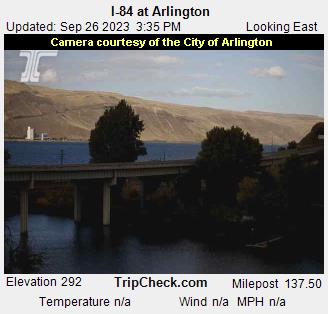 I-84 at Arlington
Updated: Sep 26 2023 3:35 PM Looking East
Camera courtesy of the City of Arlington
Elevation 292 TripCheck.com Milepost 137.50
Temperature n/a Wind n/a MPH n/a